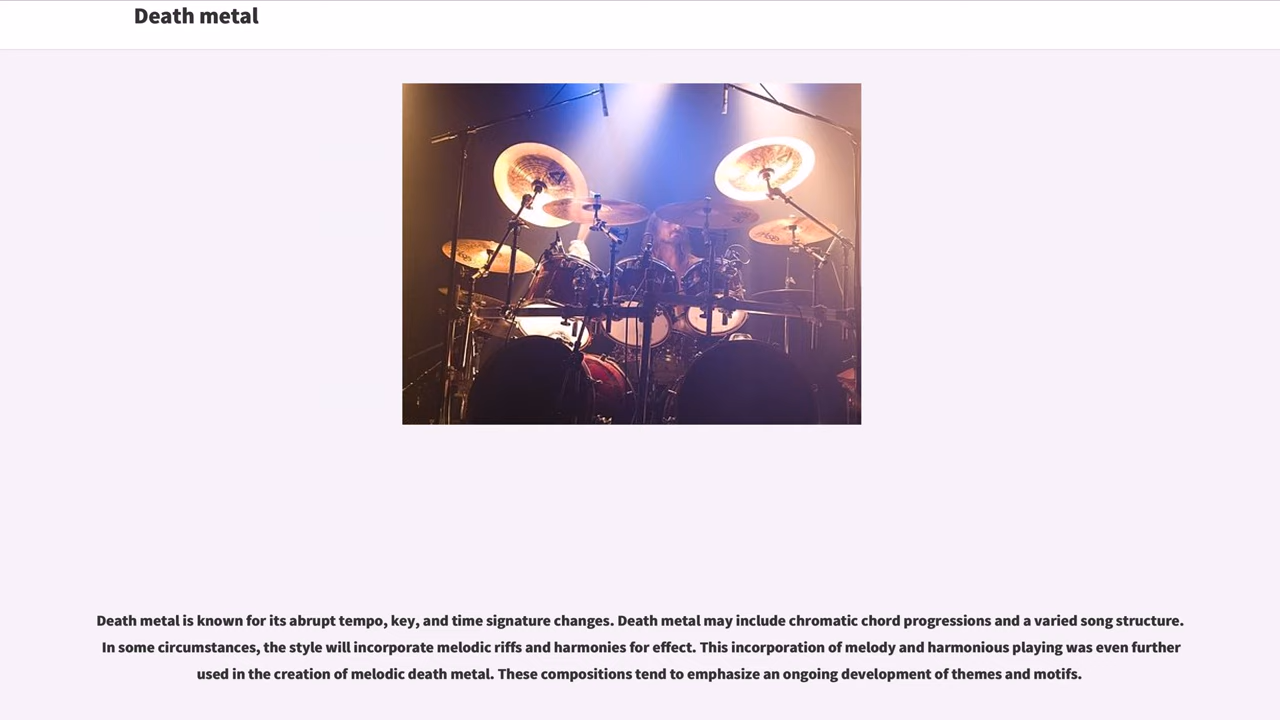 Death metal
Death metal is known for its abrupt tempo, key, and time signature changes. Death metal may include chromatic chord progressions and a varied song structure.
In some circumstances, the style will incorporate melodic riffs and harmonies for effect. This incorporation of melody and harmonious playing was even further
used in the creation of melodic death metal. These compositions tend to emphasize an ongoing development of themes and motifs.